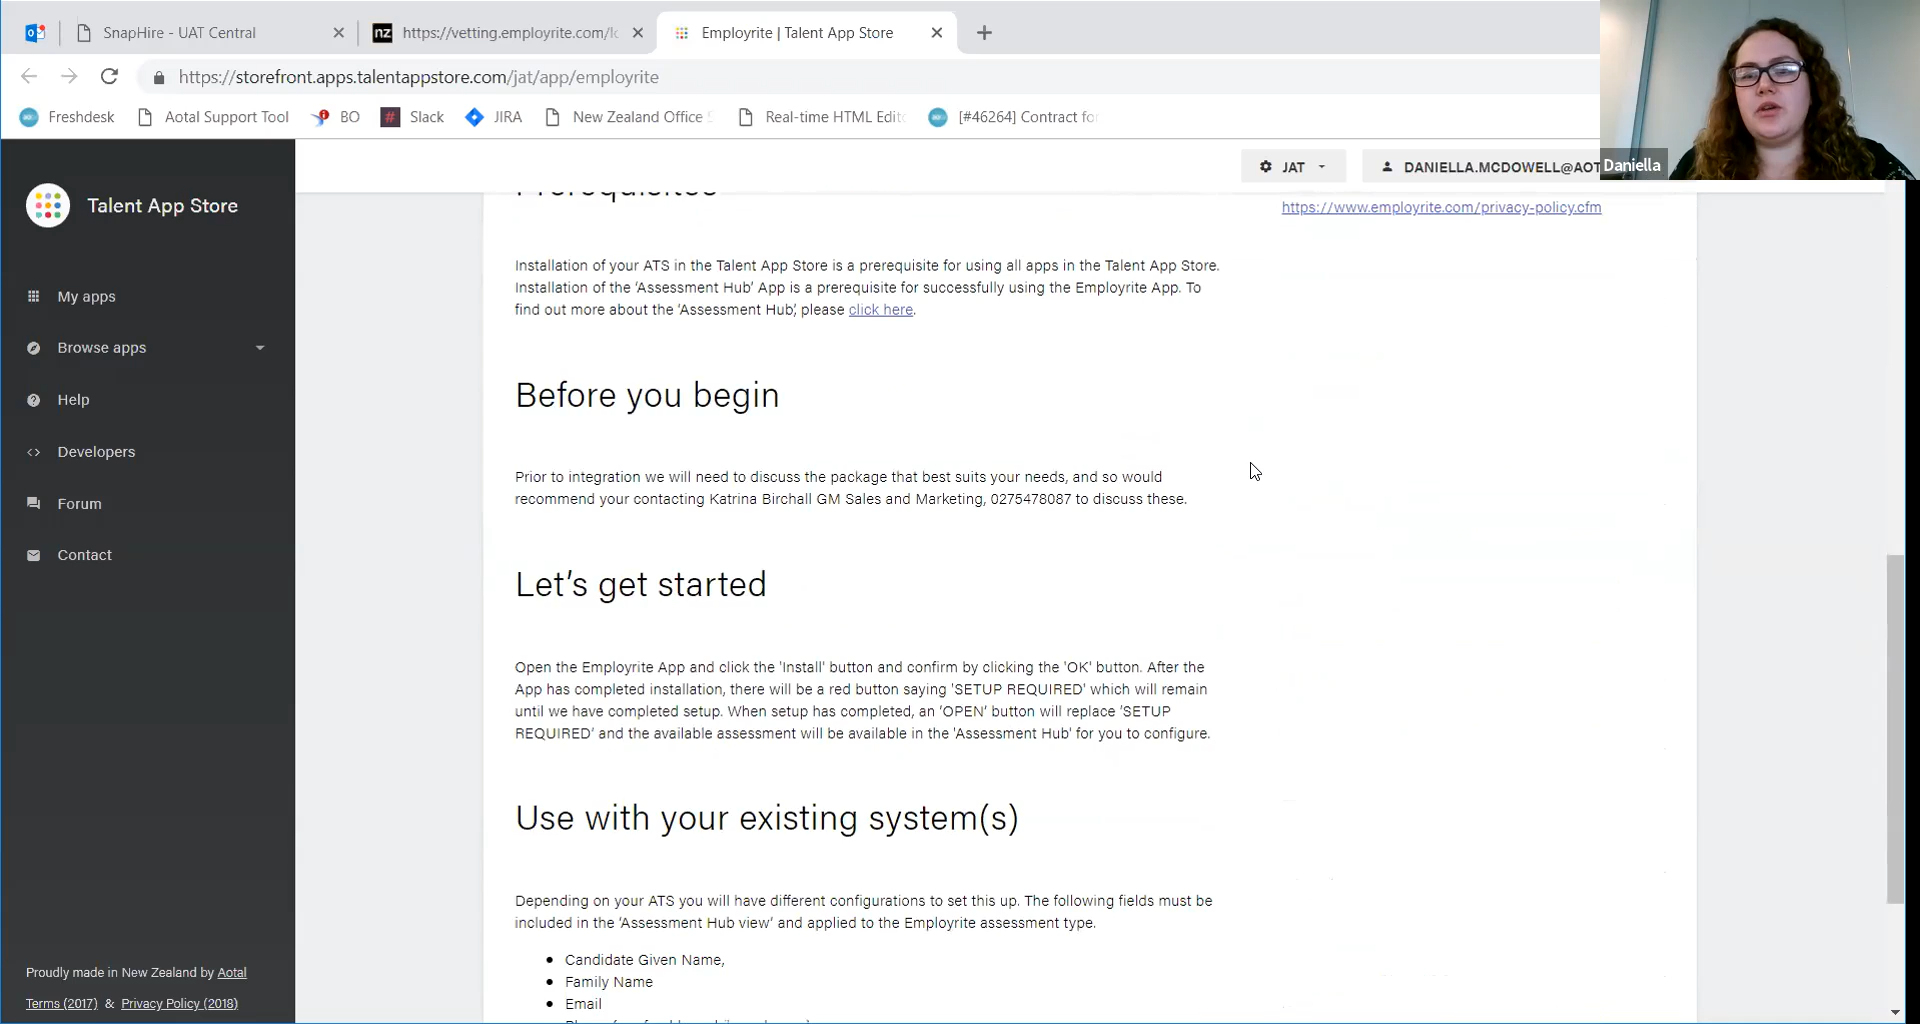 SnapHire - UAT Central
https://vetting.employrite.com/lo
Employrite | Talent App Store
https://storefront.apps.talentappstore.com/jat/app/employrite
Freshdesk
Aotal Support Tool
BO
Slack
JIRA
New Zealand Office
Real-time HTML Edit
[#46264] Contract fo
Daniella
Talent App Store
JAT
DANIELLA.MCDOWELL@AOT
My apps
Browse apps
Help
Developers
Forum
Contact
Proudly made in New Zealand by Aotal
Terms (2017) & Privacy Policy (2018)
Prerequisites
https://www.employrite.com/privacy-policy.cfm
Installation of your ATS in the Talent App Store is a prerequisite for using all apps in the Talent App Store.
Installation of the ‘Assessment Hub’ App is a prerequisite for successfully using the Employrite App. To
find out more about the ‘Assessment Hub’, please click here.
Before you begin
Prior to integration we will need to discuss the package that best suits your needs, and so would
recommend your contacting Katrina Birchall GM Sales and Marketing, 0275478087 to discuss these.
Let’s get started
Open the Employrite App and click the 'Install' button and confirm by clicking the 'OK' button. After the
App has completed installation, there will be a red button saying 'SETUP REQUIRED' which will remain
until we have completed setup. When setup has completed, an ‘OPEN’ button will replace ‘SETUP
REQUIRED’ and the available assessment will be available in the 'Assessment Hub' for you to configure.
Use with your existing system(s)
Depending on your ATS you will have different configurations to set this up. The following fields must be
included in the ‘Assessment Hub view’ and applied to the Employrite assessment type.
Candidate Given Name,
Family Name
Email